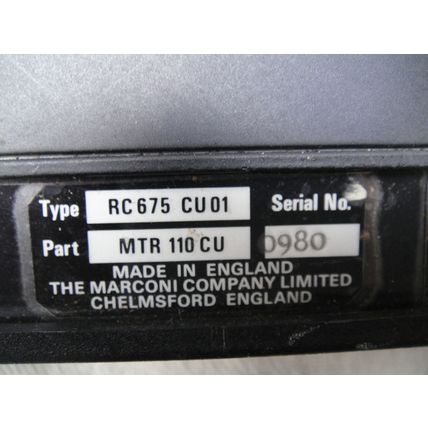 Type RC675 CU01 Serial No.
Part MTR 110 CU 0980
MADE IN ENGLAND
THE MARCONI COMPANY LIMITED
CHELMSFORD ENGLAND